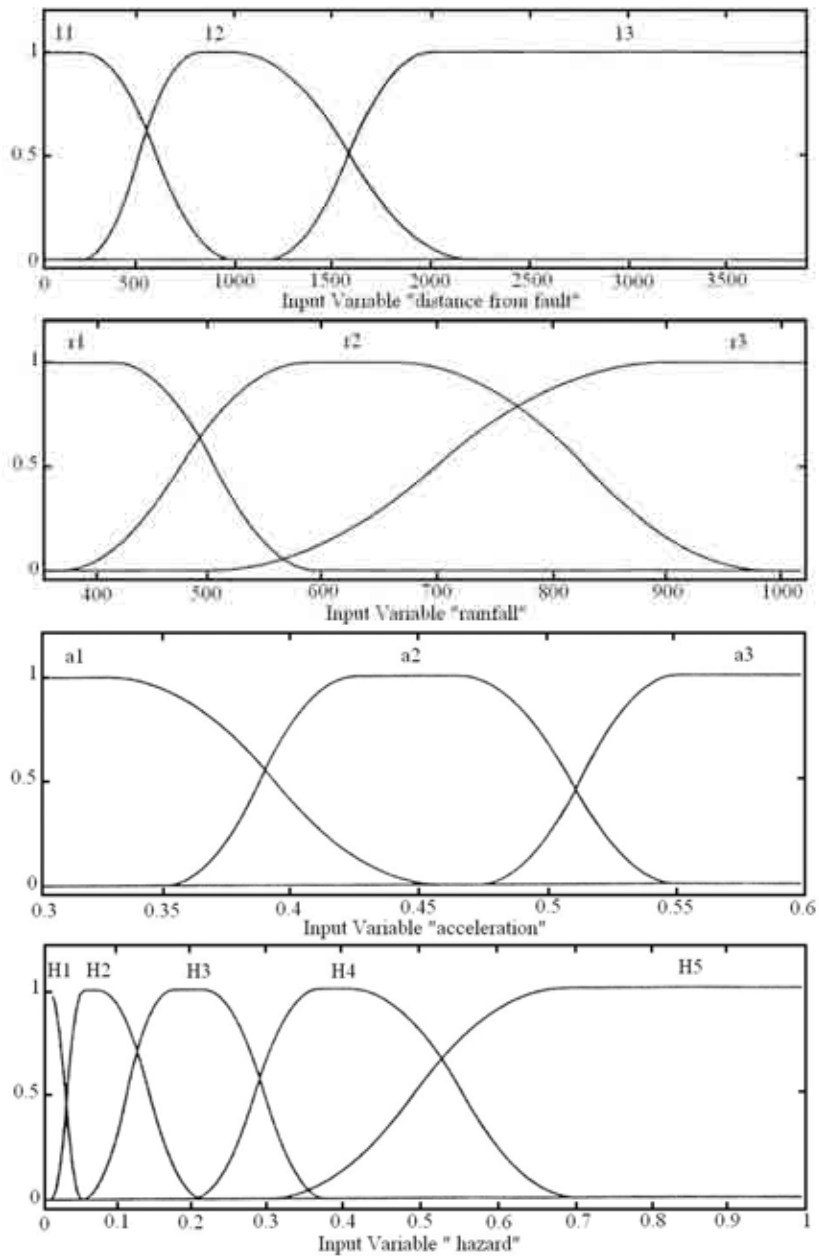 l1 l2 l3
1
0.5
0
0 500 1000 1500 2000 2500 3000 3500
Input Variable "distance from fault"
r1 r2 r3
1
0.5
0
400 500 600 700 800 900 1000
Input Variable "rainfall"
a1 a2 a3
1
0.5
0
0.3 0.35 0.4 0.45 0.5 0.55 0.6
Input Variable "acceleration"
H1 H2 H3 H4 H5
1
0.5
0
0 0.1 0.2 0.3 0.4 0.5 0.6 0.7 0.8 0.9 1
Input Variable " hazard"